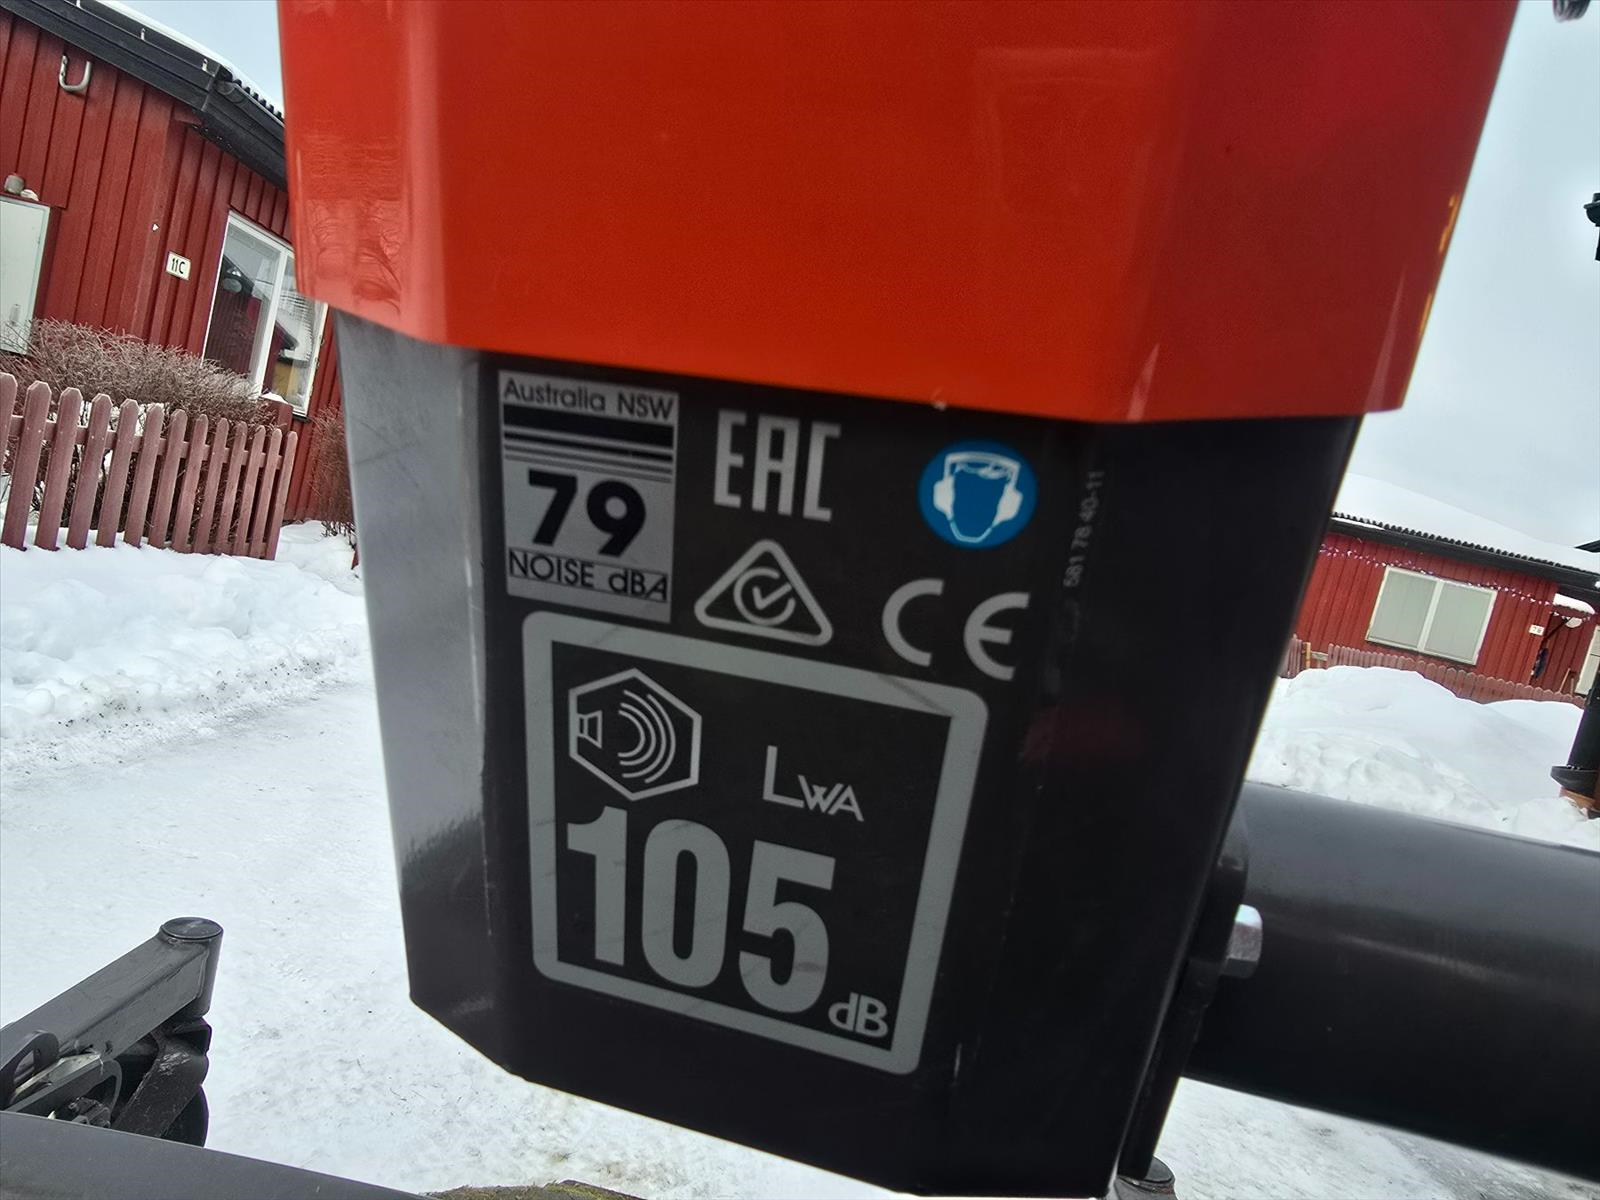 11C
Australia NSW
79
NOISE dBA
EAC
CE
581 78 40-11
LWA
105
dB